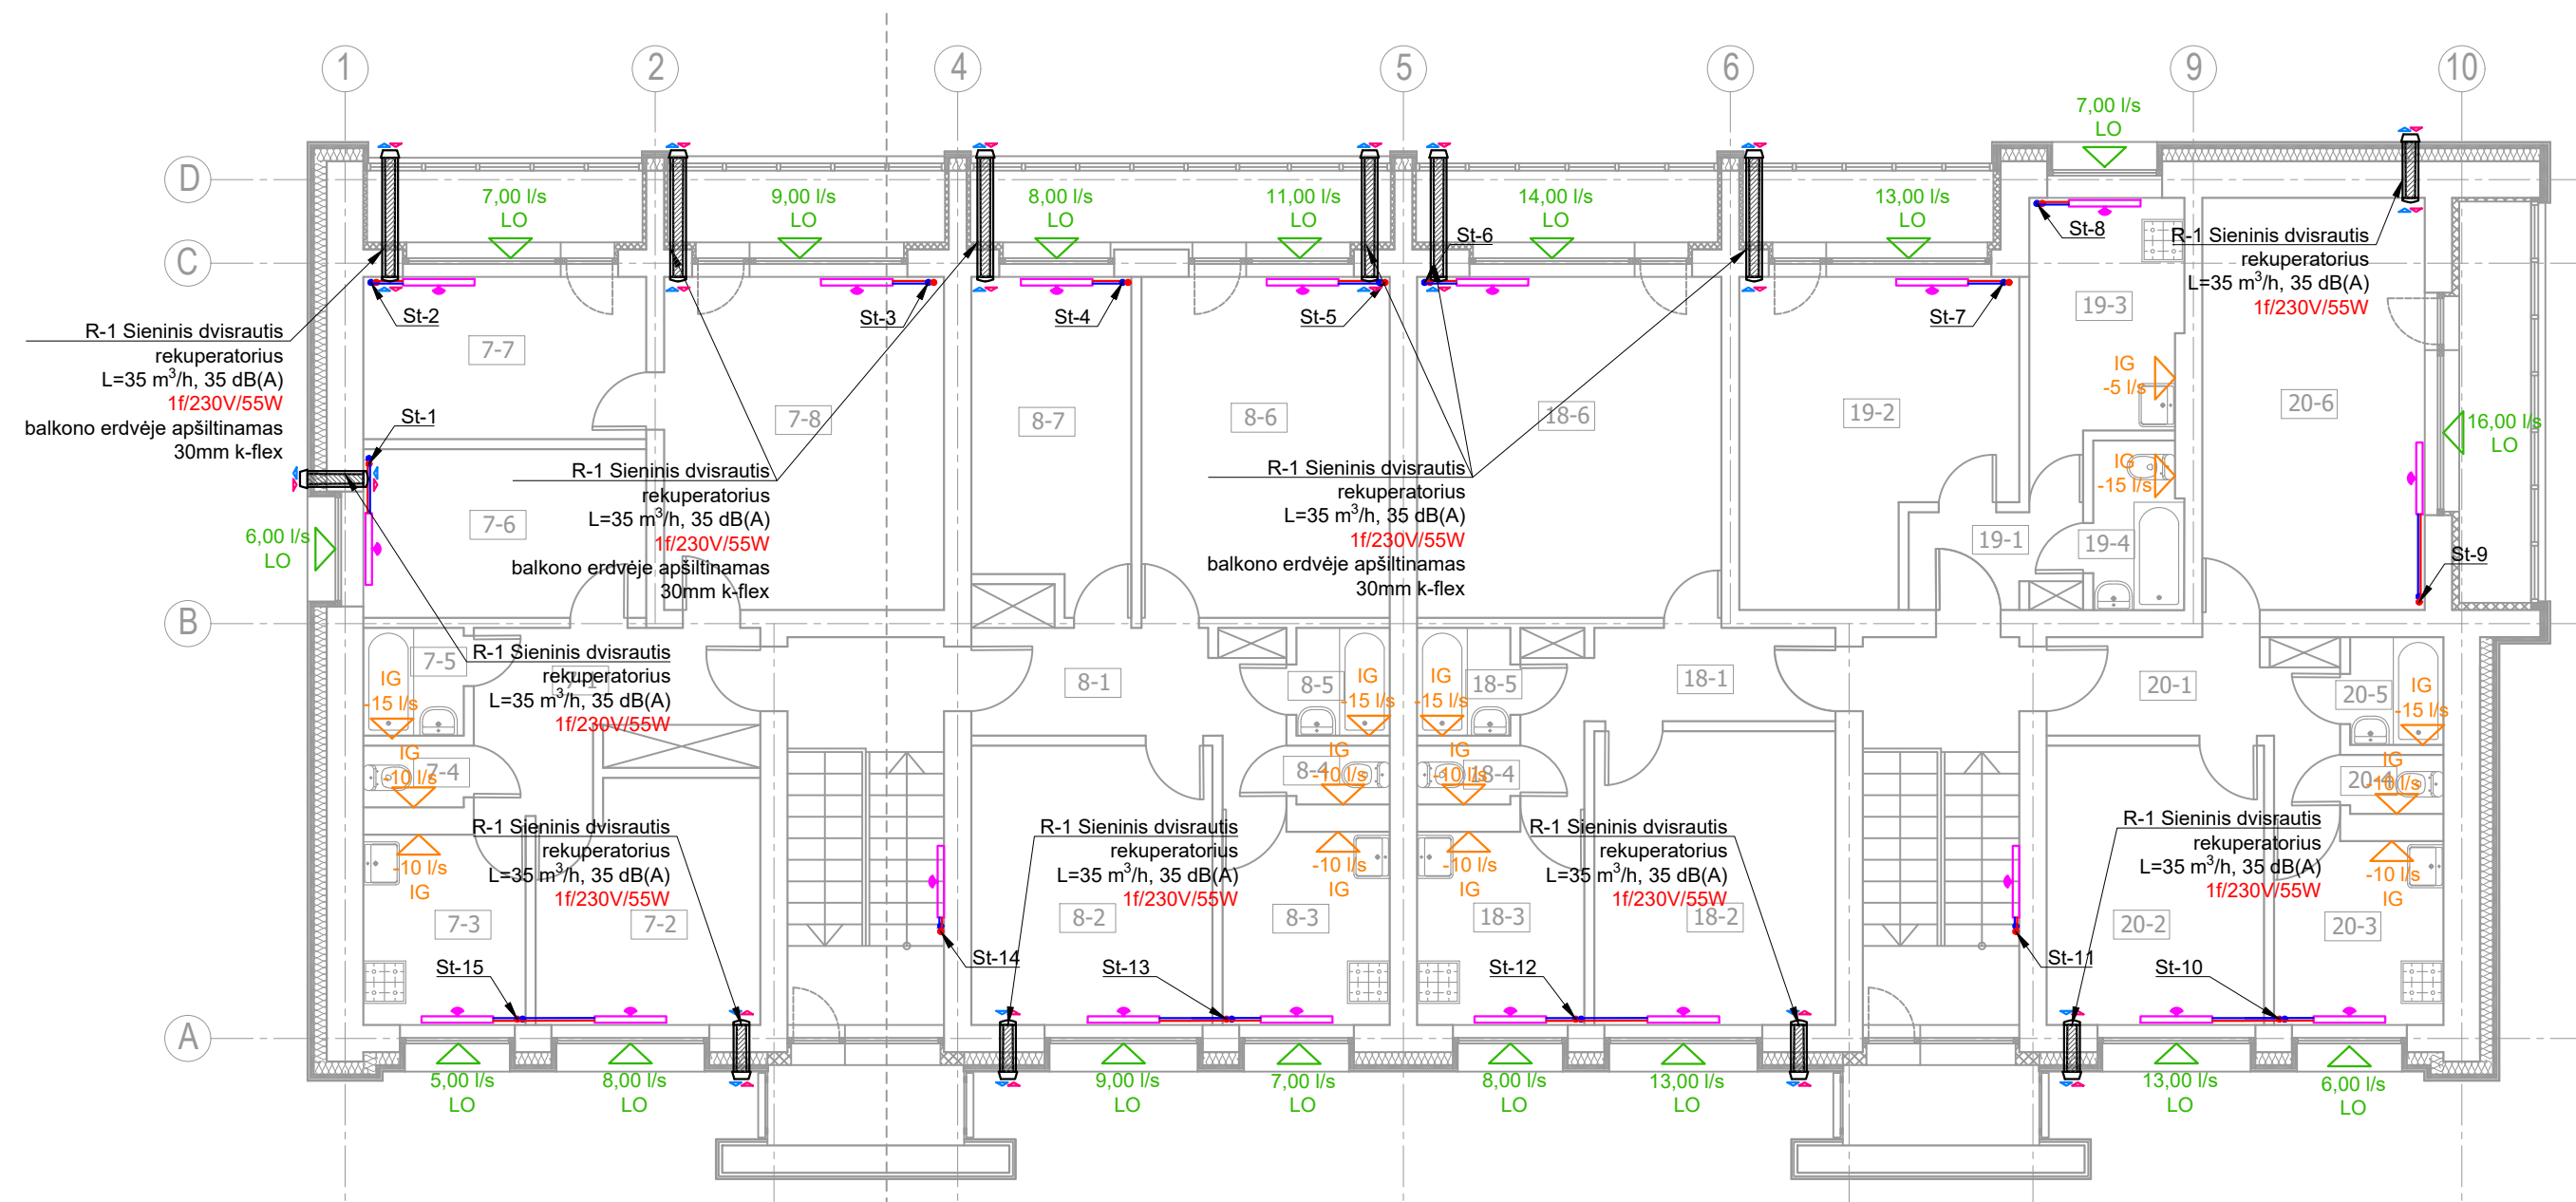 1
2
4
5
6
9
10
D
C
B
A
7,00 l/s
LO
9,00 l/s
LO
8,00 l/s
LO
11,00 l/s
LO
14,00 l/s
LO
13,00 l/s
LO
7,00 l/s
LO
St-2
St-3
St-4
St-5
St-6
St-7
St-8
R-1 Sieninis dvisrautis
rekuperatorius
L=35 m³/h, 35 dB(A)
1f/230V/55W
R-1 Sieninis dvisrautis
rekuperatorius
L=35 m³/h, 35 dB(A)
1f/230V/55W
balkono erdvėje apšiltinamas
30mm k-flex
St-1
7-7
7-8
8-7
8-6
18-6
19-2
19-3
20-6
IG
-5 l/s
IG
-15 l/s
16,00 l/s
LO
R-1 Sieninis dvisrautis
rekuperatorius
L=35 m³/h, 35 dB(A)
1f/230V/55W
balkono erdvėje apšiltinamas
30mm k-flex
R-1 Sieninis dvisrautis
rekuperatorius
L=35 m³/h, 35 dB(A)
1f/230V/55W
balkono erdvėje apšiltinamas
30mm k-flex
6,00 l/s
LO
7-6
19-1
19-4
St-9
R-1 Sieninis dvisrautis
rekuperatorius
L=35 m³/h, 35 dB(A)
1f/230V/55W
7-5
7-1
8-1
8-5
18-5
18-1
20-1
20-5
IG
-15 l/s
IG
-15 l/s
IG
-15 l/s
IG
-15 l/s
IG
-10 l/s
7-4
IG
-10 l/s
8-4
IG
-10 l/s
18-4
IG
-10 l/s
20-4
R-1 Sieninis dvisrautis
rekuperatorius
L=35 m³/h, 35 dB(A)
1f/230V/55W
R-1 Sieninis dvisrautis
rekuperatorius
L=35 m³/h, 35 dB(A)
1f/230V/55W
R-1 Sieninis dvisrautis
rekuperatorius
L=35 m³/h, 35 dB(A)
1f/230V/55W
R-1 Sieninis dvisrautis
rekuperatorius
L=35 m³/h, 35 dB(A)
1f/230V/55W
-10 l/s
IG
-10 l/s
IG
-10 l/s
IG
-10 l/s
IG
7-3
7-2
8-2
8-3
18-3
18-2
20-2
20-3
St-15
St-14
St-13
St-12
St-11
St-10
5,00 l/s
LO
8,00 l/s
LO
9,00 l/s
LO
7,00 l/s
LO
8,00 l/s
LO
13,00 l/s
LO
13,00 l/s
LO
6,00 l/s
LO